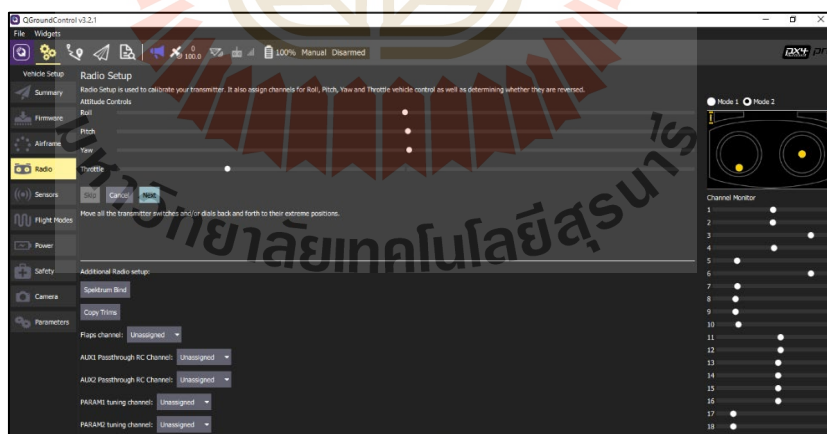 QGroundControl v3.2.1
File Widgets
0
100.0
100% Manual Disarmed
px4 pr
Vehicle Setup
Summary
Firmware
Airframe
Radio
Sensors
Flight Modes
Power
Safety
Camera
Parameters
Radio Setup
Radio Setup is used to calibrate your transmitter. It also assign channels for Roll, Pitch, Yaw and Throttle vehicle control as well as determining whether they are reversed.
Attitude Controls
Roll
Pitch
Yaw
Throttle
Skip Cancel Next
Move all the transmitter switches and/or dials back and forth to their extreme positions.
Additional Radio setup:
Spektrum Bind
Copy Trims
Flaps channel: Unassigned
AUX1 Passthrough RC Channel: Unassigned
AUX2 Passthrough RC Channel: Unassigned
PARAM1 tuning channel: Unassigned
PARAM2 tuning channel: Unassigned
Mode 1 Mode 2
Channel Monitor
1
2
3
4
5
6
7
8
9
10
11
12
13
14
15
16
17
18
มหาวิทยาลัยเทคโนโลยีสุรนาร